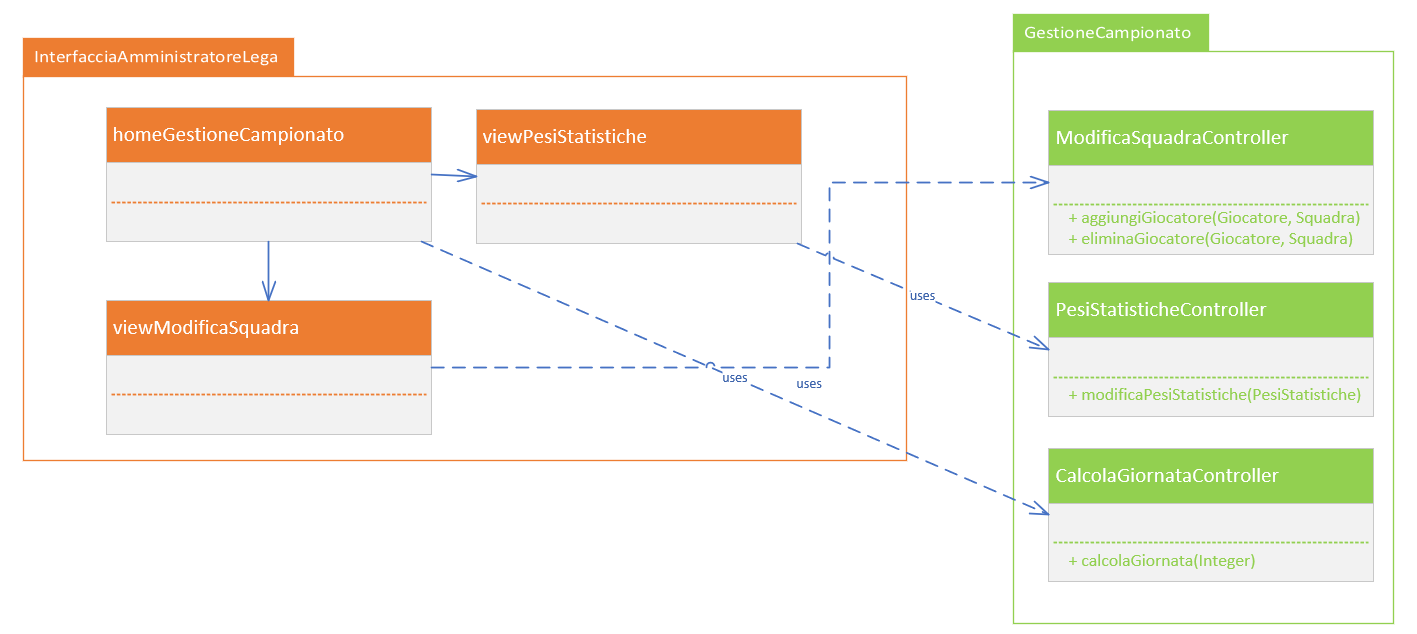 InterfacciaAmministratoreLega
homeGestioneCampionato
viewPesiStatistiche
viewModificaSquadra
uses
uses
uses
GestioneCampionato
ModificaSquadraController
+ aggiungiGiocatore(Giocatore, Squadra)
+ eliminaGiocatore(Giocatore, Squadra)
PesiStatisticheController
+ modificaPesiStatistiche(PesiStatistiche)
CalcolaGiornataController
+ calcolaGiornata(Integer)